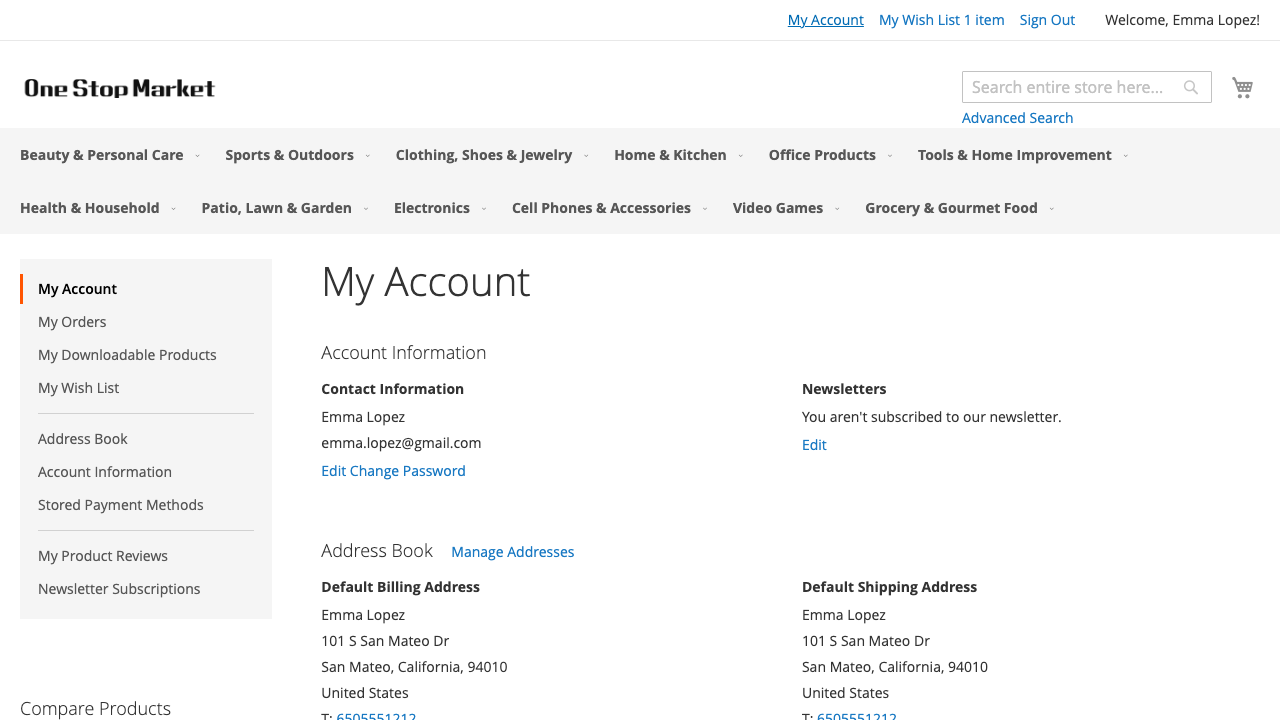 My Account My Wish List 1 item Sign Out Welcome, Emma Lopez!
One Stop Market
Search entire store here...
Advanced Search
Beauty & Personal Care Sports & Outdoors Clothing, Shoes & Jewelry Home & Kitchen Office Products Tools & Home Improvement
Health & Household Patio, Lawn & Garden Electronics Cell Phones & Accessories Video Games Grocery & Gourmet Food
My Account
My Orders
My Downloadable Products
My Wish List
Address Book
Account Information
Stored Payment Methods
My Product Reviews
Newsletter Subscriptions
Compare Products
My Account
Account Information
Contact Information
Emma Lopez
emma.lopez@gmail.com
Edit Change Password
Newsletters
You aren't subscribed to our newsletter.
Edit
Address Book Manage Addresses
Default Billing Address
Emma Lopez
101 S San Mateo Dr
San Mateo, California, 94010
United States
T: 6505551212
Default Shipping Address
Emma Lopez
101 S San Mateo Dr
San Mateo, California, 94010
United States
T: 6505551212